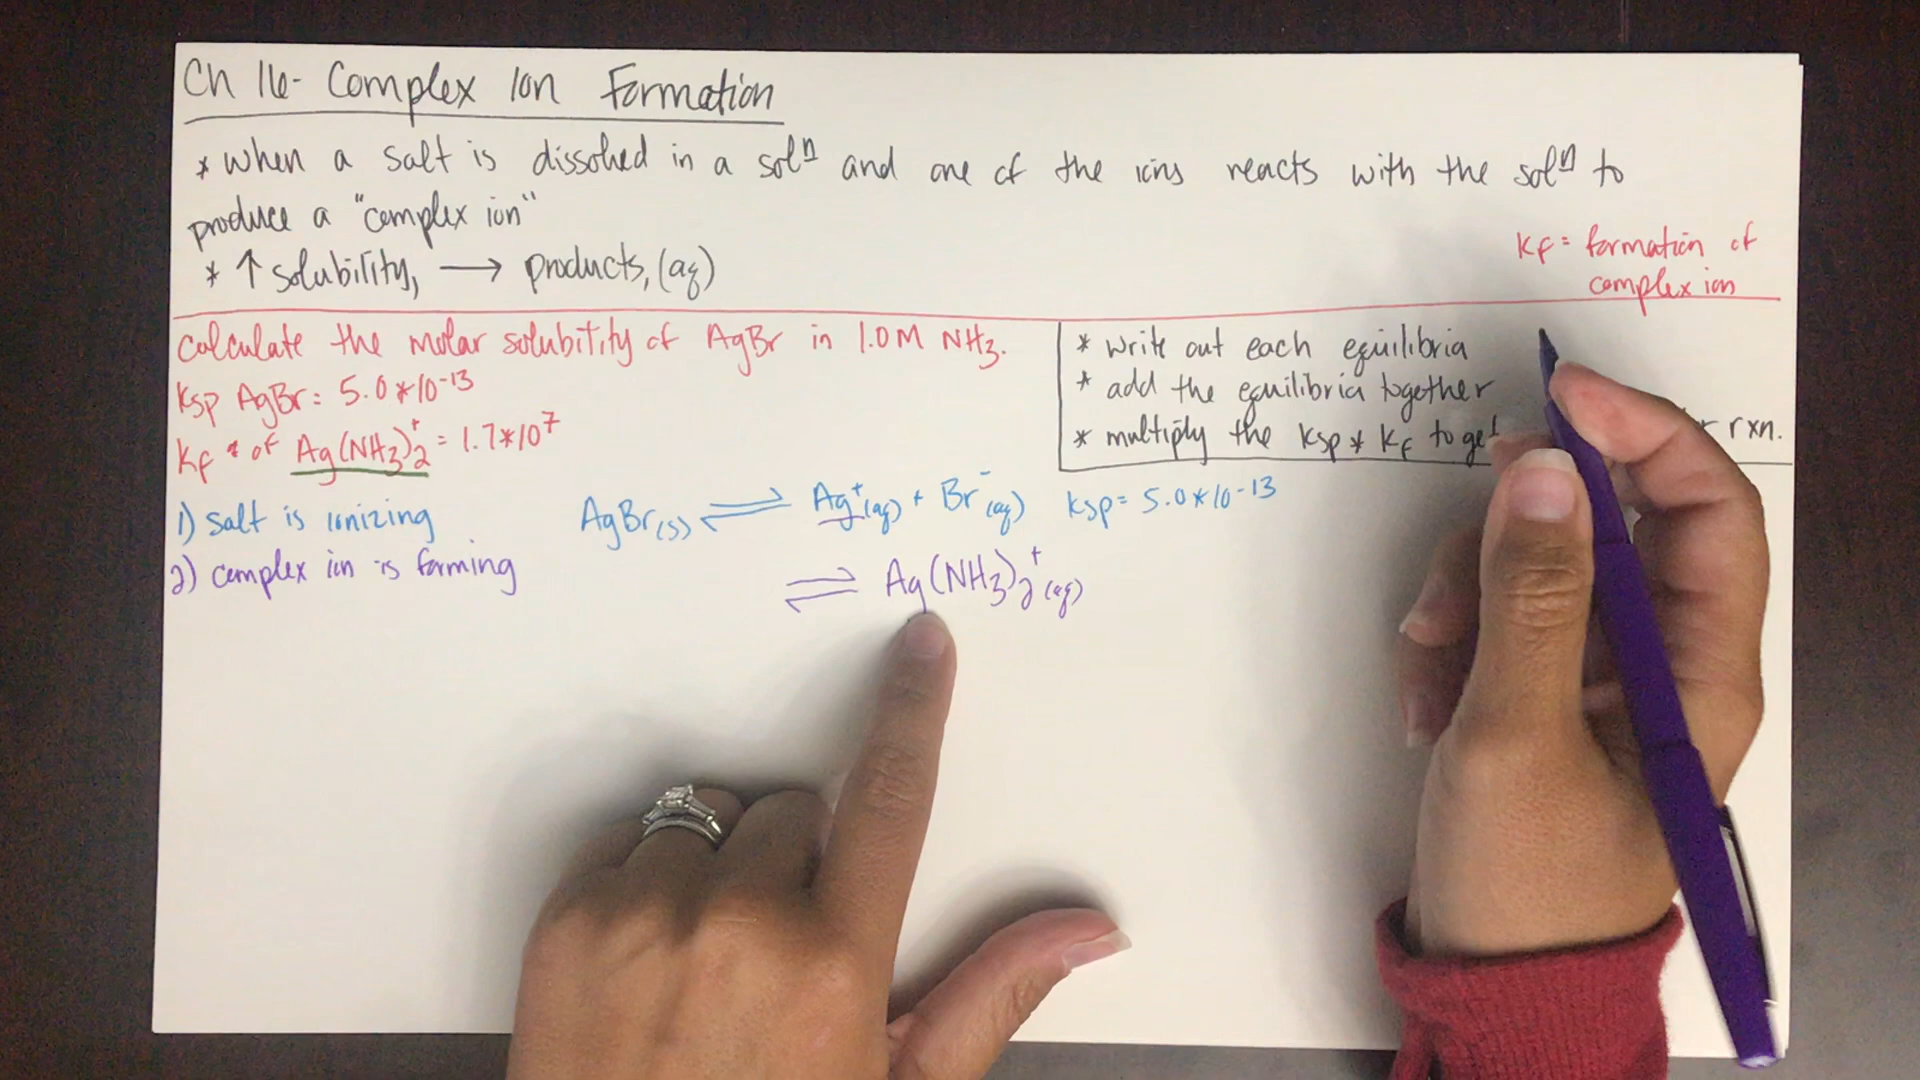 Ch 16- Complex Ion Formation
* When a salt is dissolved in a solⁿ and one of the ions reacts with the solⁿ to
produce a "complex ion"
* ↑ solubility, ⟶ products, (aq)
Kf = formation of
complex ion
Calculate the molar solubility of AgBr in 1.0M NH₃.
Ksp AgBr = 5.0*10⁻¹³
Kf of Ag(NH₃)₂⁺ = 1.7*10⁷
* write out each equilibria
* add the equilibria together
* multiply the Ksp * Kf to get rxn.
1) salt is ionizing AgBr(s) ⇌ Ag⁺(aq) + Br⁻(aq) Ksp = 5.0*10⁻¹³
2) complex ion is forming ⇌ Ag(NH₃)₂⁺(aq)